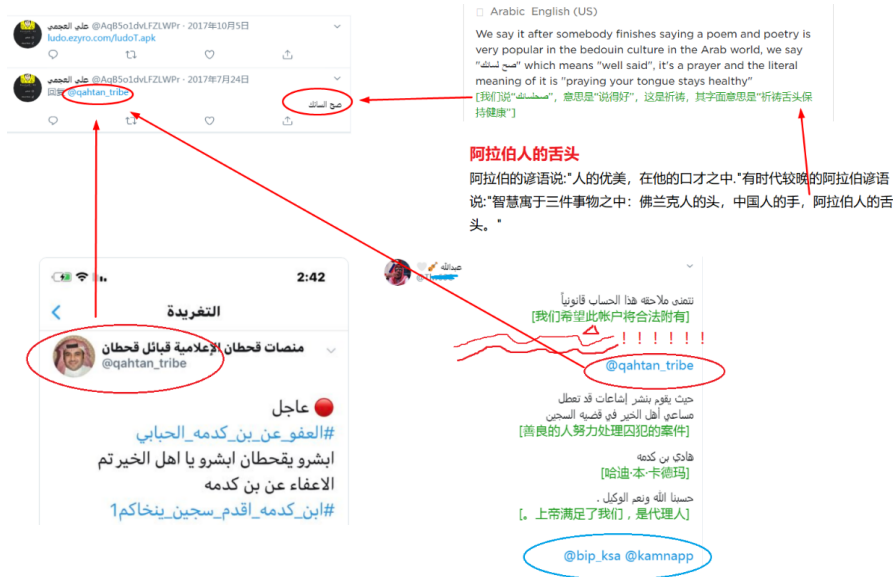 علي العجمي @AqB5o1dvLFZLWPr · 2017年10月5日
ludo.ezyro.com/ludoT.apk
علي العجمي @AqB5o1dvLFZLWPr · 2017年7月24日
回复 @qahtan_tribe
صح السانك
Arabic English (US)
We say it after somebody finishes saying a poem and poetry is
very popular in the bedouin culture in the Arab world, we say
"صح لسانك" which means "well said", it's a prayer and the literal
meaning of it is "praying your tongue stays healthy"
[我们说“صحلسانك”，意思是“说得好”，这是祈祷，其字面意思是“祈祷舌头保
持健康”]
阿拉伯人的舌头
阿拉伯的谚语说:"人的优美，在他的口才之中."有时代较晚的阿拉伯谚语
说:"智慧寓于三件事物之中：佛兰克人的头，中国人的手，阿拉伯人的舌
头。"
2:42
التغريدة
منصات قحطان الإعلامية قبائل قحطان
@qahtan_tribe
عاجل
#العفو_عن_بن_كدمه_الحبابي
ابشرو يقحطان ابشرو يا اهل الخير تم
الاعفاء عن بن كدمه
#ابن_كدمه_اقدم_سجين_ينخاكم1
عبدالله
نتمنى ملاحقه هذا الحساب قانونياً
[我们希望此帐户将合法附有]
! ! ! ! ! !
@qahtan_tribe
حيث يقوم بنشر إشاعات قد تعطل
مساعي أهل الخير في قضيه السجين
[善良的人努力处理囚犯的案件]
هادي بن كدمه
[哈迪·本·卡德玛]
حسبنا الله ونعم الوكيل .
[。上帝满足了我们，是代理人]
@bip_ksa @kamnapp